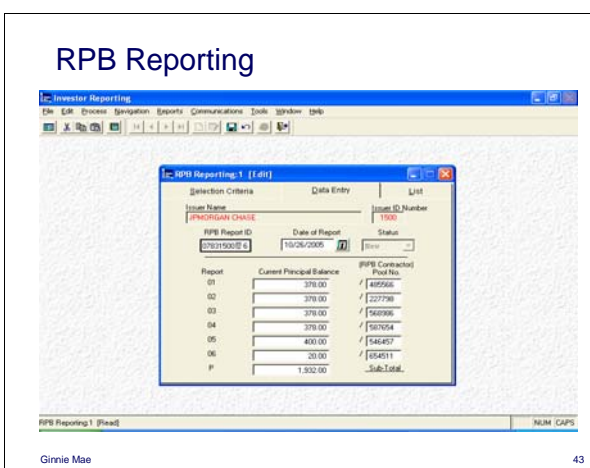 RPB Reporting
Investor Reporting
File Edit Process Navigation Reports Communications Tools Window Help
RPB Reporting:1 [Edit]
Selection Criteria Data Entry List
Issuer Name Issuer ID Number
JPMORGAN CHASE 1500
RPB Report ID Date of Report Status
10/26/2005 New
Report Current Principal Balance (RPB Contractor) Pool No.
01 378.00 / 485566
02 378.00 / 227798
03 378.00 / 568986
04 378.00 / 587654
05 400.00 / 546457
06 20.00 / 654511
P 1,932.00 Sub-Total
RPB Reporting:1 [Read] NUM CAPS
Ginnie Mae 43